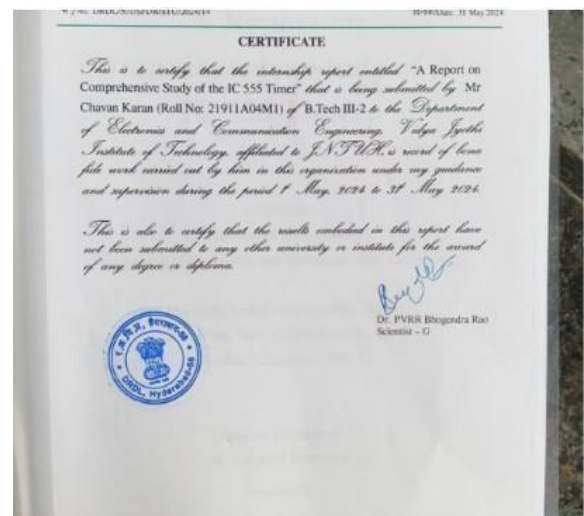 31 May 2024
CERTIFICATE
This is to certify that the internship report entitled "A Report on
Comprehensive Study of the IC 555 Timer" that is being submitted by Mr
Chavan Karan (Roll No: 21911A04M1) of B.Tech III-2 to the Department
of Electronics and Communication Engineering, Vidya Jyothi
Institute of Technology, affiliated to JNTUH, is record of bona
fide work carried out by him in this organization under my guidance
and supervision during the period 1st May, 2024 to 31st May 2024.
This is also to certify that the results embodied in this report have
not been submitted to any other university or institute for the award
of any degree or diploma.
Dr. PVRR Bhogendra Rao
Scientist – G
DRDL, Hyderabad-58